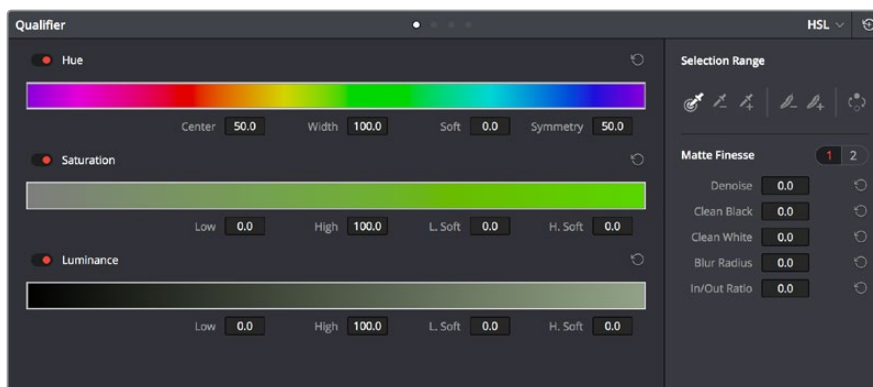 Qualifier
HSL
Hue
Center 50.0 Width 100.0 Soft 0.0 Symmetry 50.0
Saturation
Low 0.0 High 100.0 L. Soft 0.0 H. Soft 0.0
Luminance
Low 0.0 High 100.0 L. Soft 0.0 H. Soft 0.0
Selection Range
Matte Finesse 1 2
Denoise 0.0
Clean Black 0.0
Clean White 0.0
Blur Radius 0.0
In/Out Ratio 0.0